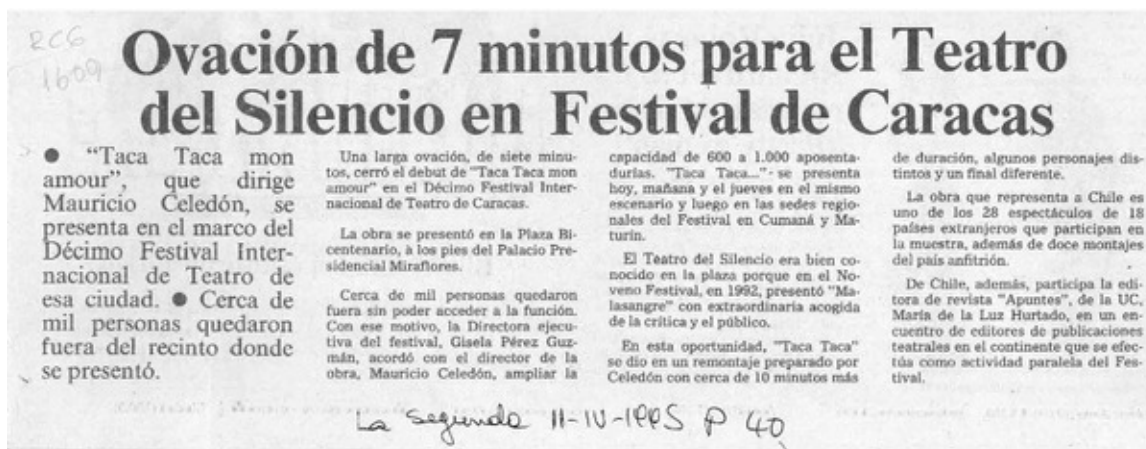 RCG
1609
Ovación de 7 minutos para el Teatro
del Silencio en Festival de Caracas
● “Taca Taca mon
amour”, que dirige
Mauricio Celedón, se
presenta en el marco del
Décimo Festival Inter-
nacional de Teatro de
esa ciudad. ● Cerca de
mil personas quedaron
fuera del recinto donde
se presentó.
Una larga ovación, de siete minu-
tos, cerró el debut de "Taca Taca mon
amour" en el Décimo Festival Inter-
nacional de Teatro de Caracas.
La obra se presentó en la Plaza Bi-
centenario, a los pies del Palacio Pre-
sidencial Miraflores.
Cerca de mil personas quedaron
fuera sin poder acceder a la función.
Con ese motivo, la Directora ejecu-
tiva del festival, Gisela Pérez Guz-
mán, acordó con el director de la
obra, Mauricio Celedón, ampliar la
capacidad de 600 a 1.000 aposenta-
durías. "Taca Taca..." se presenta
hoy, mañana y el jueves en el mismo
escenario y luego en las sedes regio-
nales del Festival en Cumaná y Ma-
turín.
El Teatro del Silencio era bien co-
nocido en la plaza porque en el No-
veno Festival, en 1992, presentó "Ma-
lasangre" con extraordinaria acogida
de la crítica y el público.
En esta oportunidad, "Taca Taca"
se dio en un remontaje preparado por
Celedón con cerca de 10 minutos más
de duración, algunos personajes dis-
tintos y un final diferente.
La obra que representa a Chile es
uno de los 28 espectáculos de 18
países extranjeros que participan en
la muestra, además de doce montajes
del país anfitrión.
De Chile, además, participa la edi-
tora de revista "Apuntes", de la UC,
María de la Luz Hurtado, en un en-
cuentro de editores de publicaciones
teatrales en el continente que se efec-
túa como actividad paralela del Fes-
tival.
La segunda 11-IV-1995 P 40